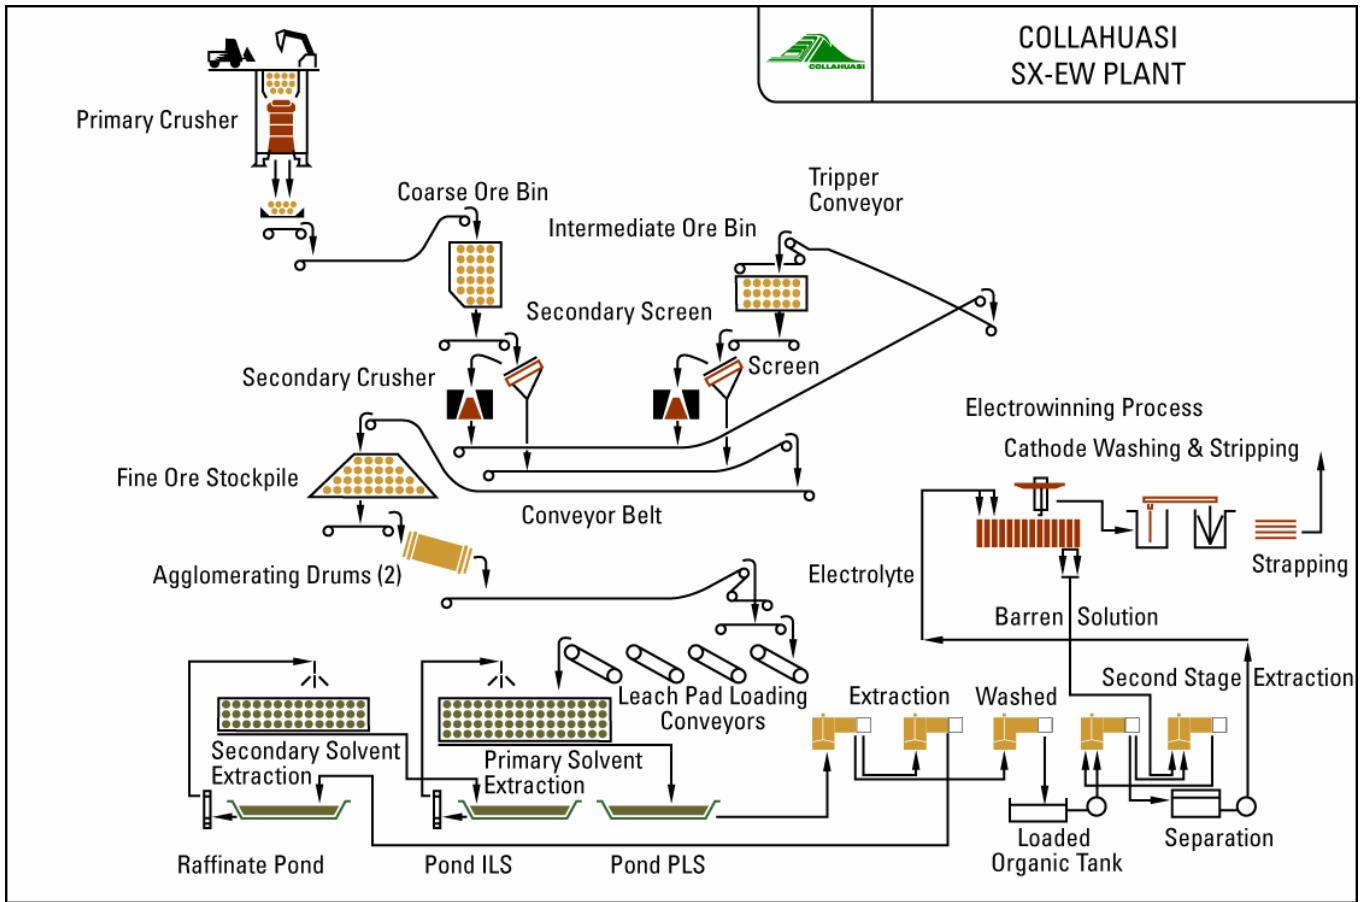 COLLAHUASI
COLLAHUASI
SX-EW PLANT
Primary Crusher
Coarse Ore Bin
Tripper
Conveyor
Intermediate Ore Bin
Secondary Screen
Screen
Secondary Crusher
Electrowinning Process
Cathode Washing & Stripping
Fine Ore Stockpile
Conveyor Belt
Strapping
Agglomerating Drums (2)
Electrolyte
Barren Solution
Leach Pad Loading
Conveyors
Extraction
Washed
Second Stage Extraction
Secondary Solvent
Extraction
Primary Solvent
Extraction
Loaded
Organic Tank
Separation
Raffinate Pond
Pond ILS
Pond PLS